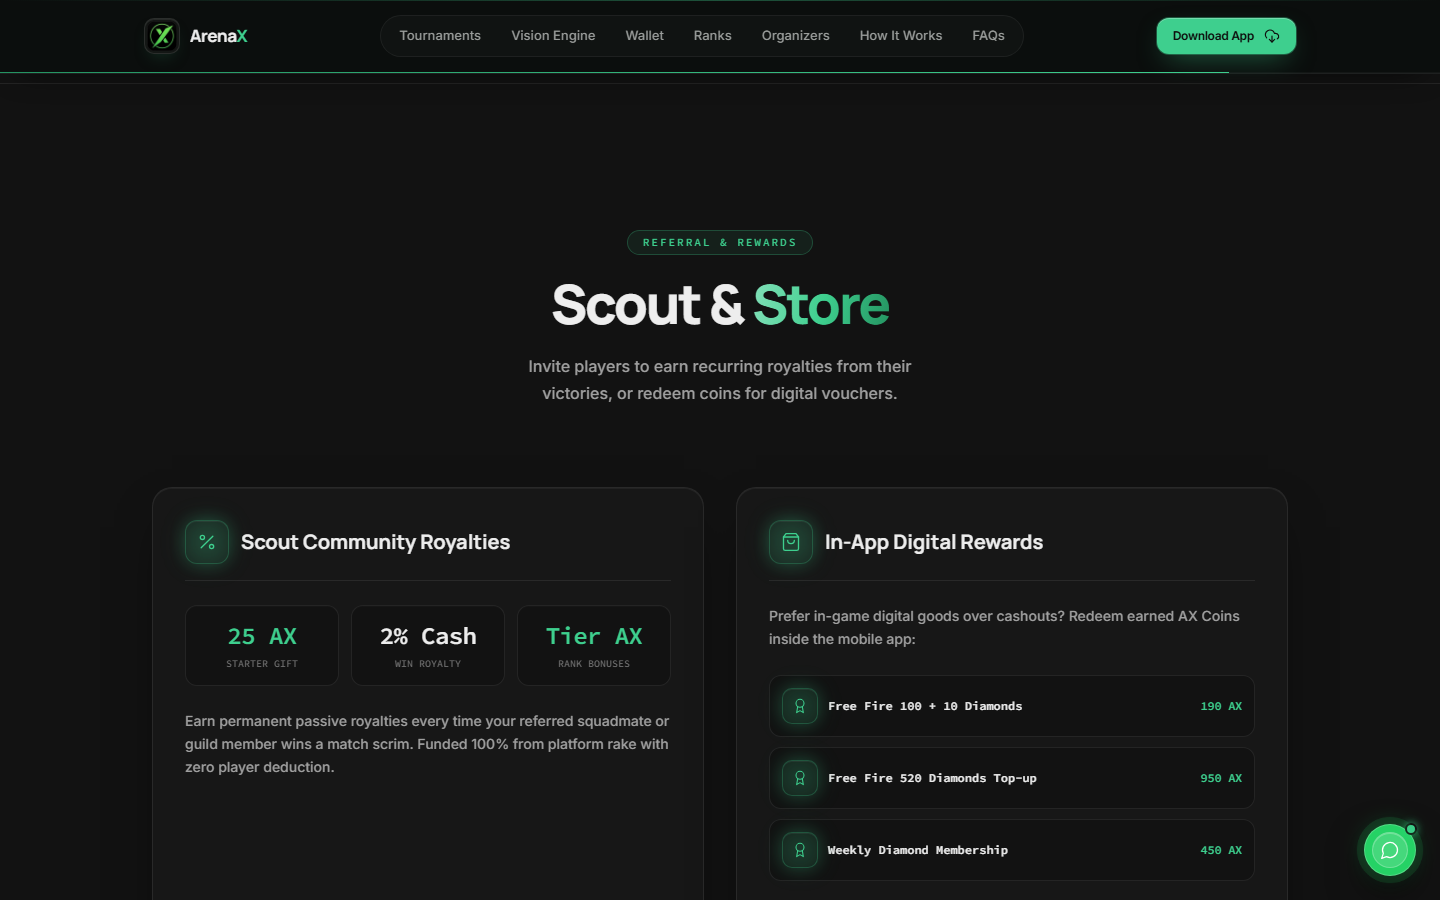 ArenaX
Tournaments
Vision Engine
Wallet
Ranks
Organizers
How It Works
FAQs
Download App
REFERRAL & REWARDS
Scout & Store
Invite players to earn recurring royalties from their
victories, or redeem coins for digital vouchers.
Scout Community Royalties
25 AX
STARTER GIFT
2% Cash
WIN ROYALTY
Tier AX
RANK BONUSES
Earn permanent passive royalties every time your referred squadmate or
guild member wins a match scrim. Funded 100% from platform rake with
zero player deduction.
In-App Digital Rewards
Prefer in-game digital goods over cashouts? Redeem earned AX Coins
inside the mobile app:
Free Fire 100 + 10 Diamonds
190 AX
Free Fire 520 Diamonds Top-up
950 AX
Weekly Diamond Membership
450 AX